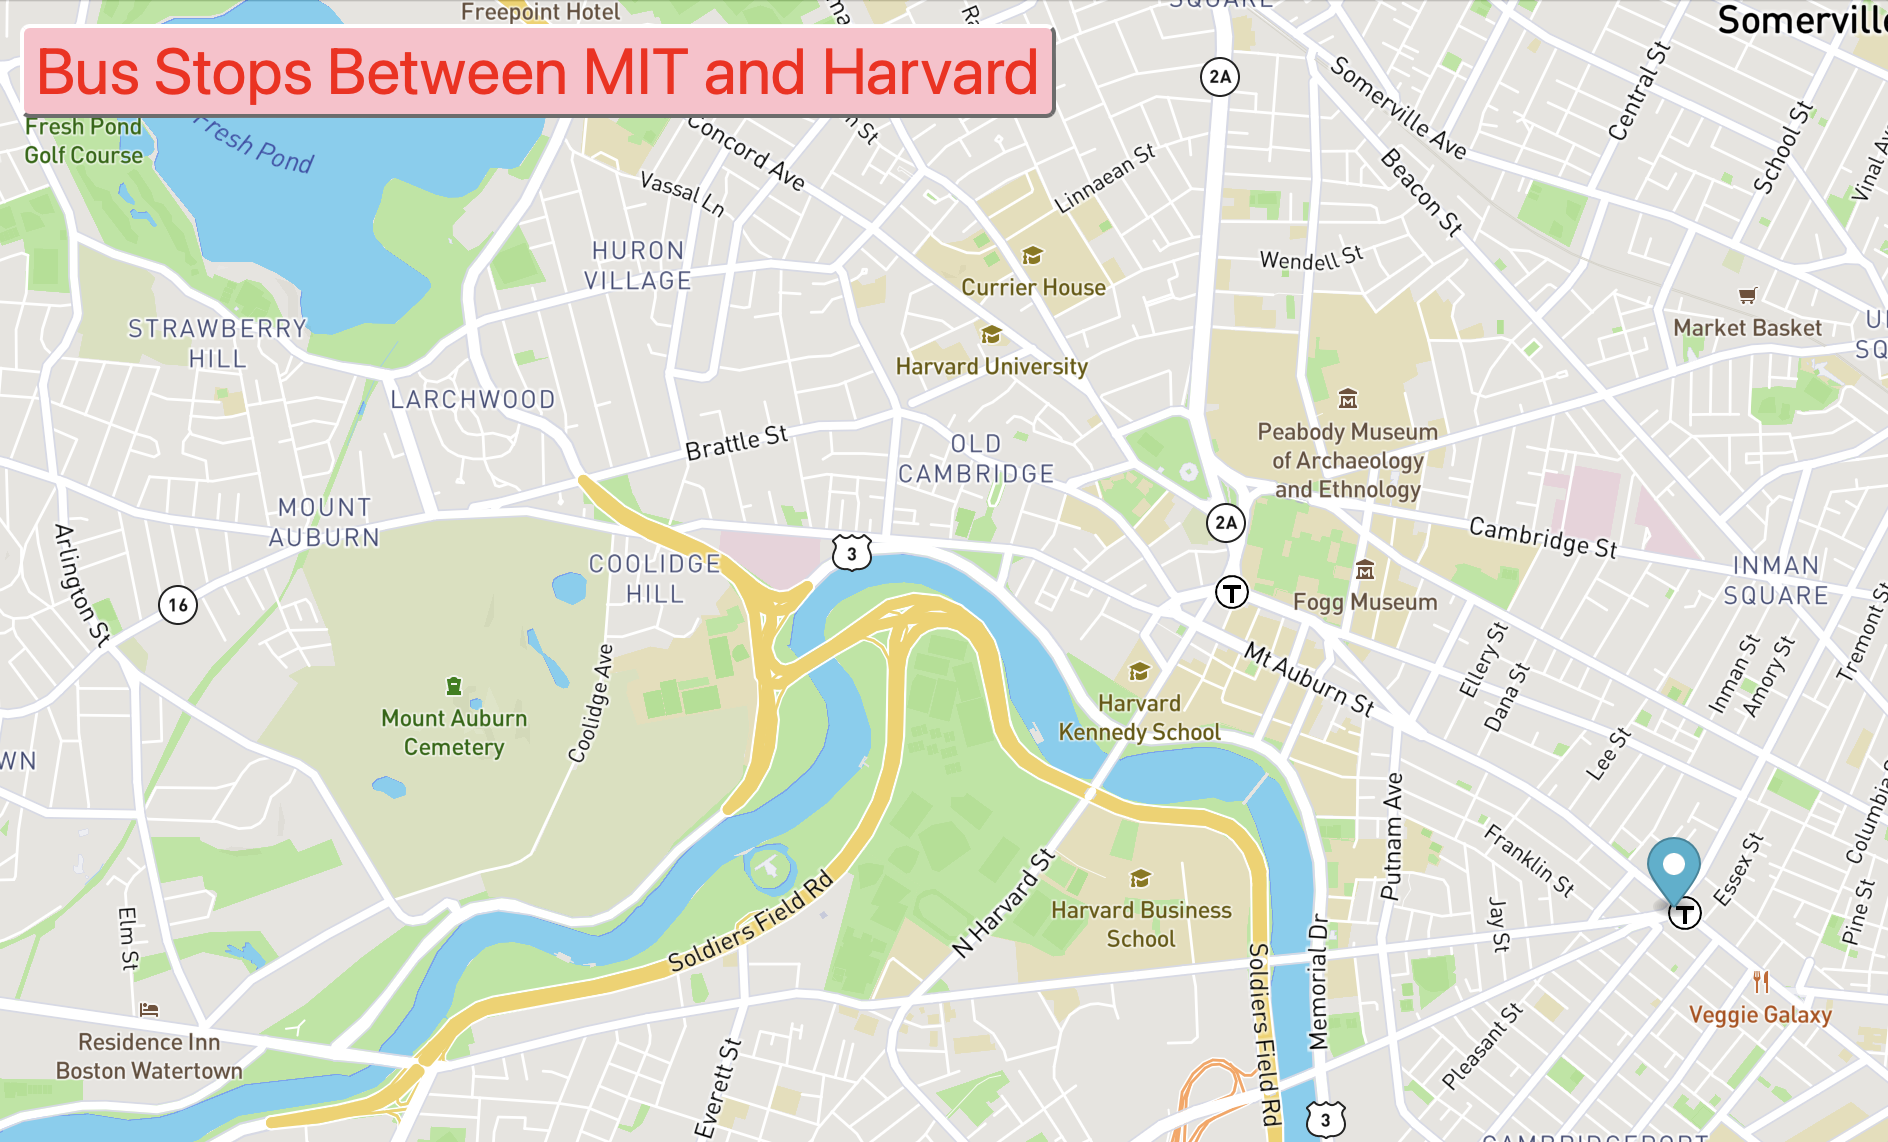 Freepoint Hotel
SQUARE
Somerville
Bus Stops Between MIT and Harvard
2A
Somerville Ave
Central St
School St
Fresh Pond
Golf Course
Fresh Pond
Concord Ave
Vassal Ln
Linnaean St
Beacon St
Wendell St
HURON
VILLAGE
Currier House
Harvard University
Market Basket
STRAWBERRY
HILL
LARCHWOOD
Brattle St
OLD
CAMBRIDGE
Peabody Museum
of Archaeology
and Ethnology
MOUNT
AUBURN
2A
Cambridge St
Arlington St
16
COOLIDGE
HILL
3
T
Fogg Museum
INMAN
SQUARE
Tremont St
Mount Auburn
Cemetery
Coolidge Ave
Harvard
Kennedy School
Mt Auburn St
Ellery St
Dana St
Inman St
Amory St
Lee St
Putnam Ave
Franklin St
Essex St
Columbia
Pine St
T
Elm St
Soldiers Field Rd
N Harvard St
Harvard Business
School
Jay St
Soldiers Field Rd
Memorial Dr
Veggie Galaxy
Residence Inn
Boston Watertown
Everett St
Pleasant St
3
CAMBRIDGEPORT